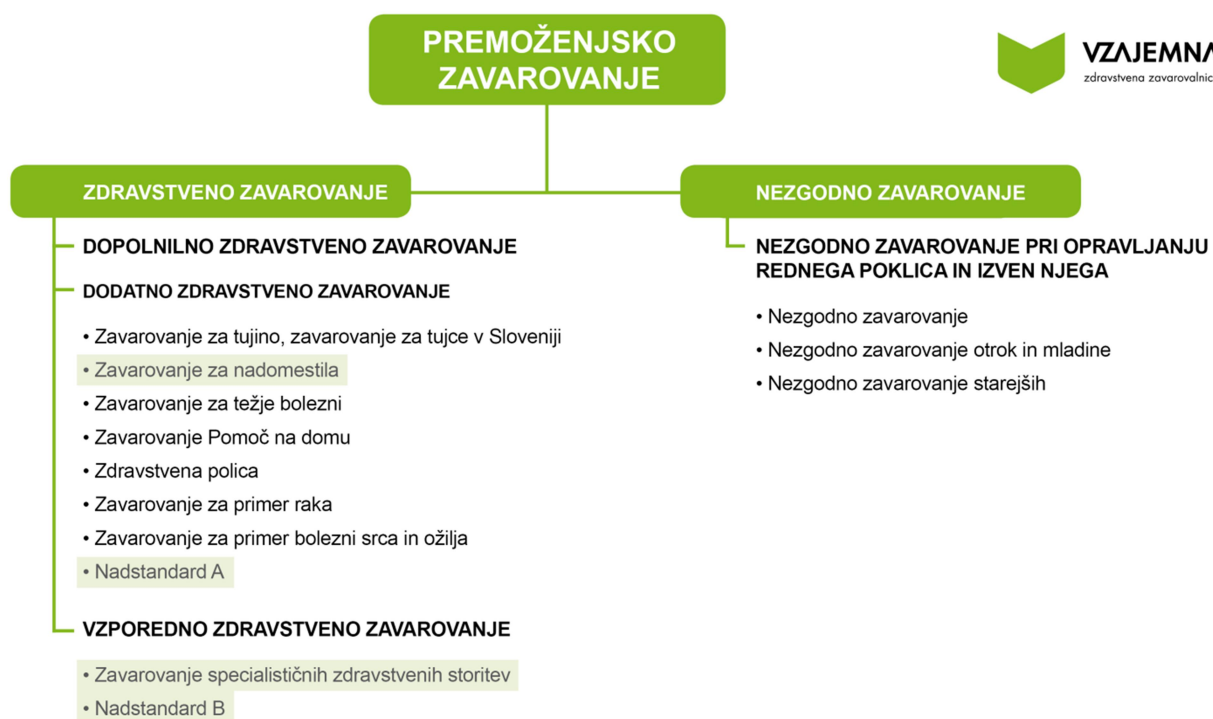 PREMOŽENJSKO
ZAVAROVANJE
VZAJEMNA
zdravstvena zavarovalnic
ZDRAVSTVENO ZAVAROVANJE
DOPOLNILNO ZDRAVSTVENO ZAVAROVANJE
DODATNO ZDRAVSTVENO ZAVAROVANJE
• Zavarovanje za tujino, zavarovanje za tujce v Sloveniji
• Zavarovanje za nadomestila
• Zavarovanje za težje bolezni
• Zavarovanje Pomoč na domu
• Zdravstvena polica
• Zavarovanje za primer raka
• Zavarovanje za primer bolezni srca in ožilja
• Nadstandard A
VZPOREDNO ZDRAVSTVENO ZAVAROVANJE
• Zavarovanje specialističnih zdravstvenih storitev
• Nadstandard B
NEZGODNO ZAVAROVANJE
NEZGODNO ZAVAROVANJE PRI OPRAVLJANJU
REDNEGA POKLICA IN IZVEN NJEGA
• Nezgodno zavarovanje
• Nezgodno zavarovanje otrok in mladine
• Nezgodno zavarovanje starejših